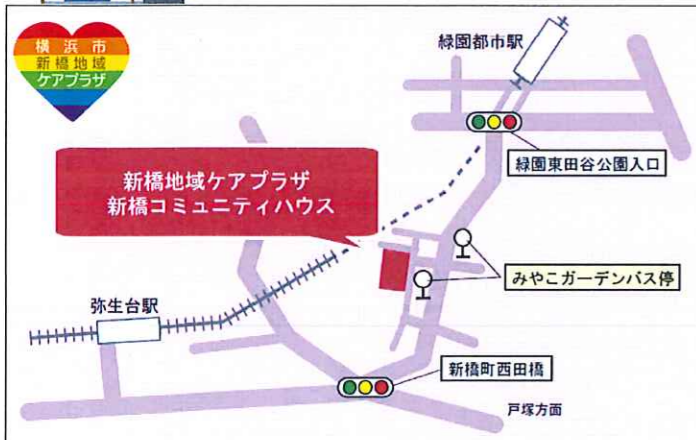 横浜市
新橋地域
ケアプラザ
緑園都市駅
緑園東田谷公園入口
新橋地域ケアプラザ
新橋コミュニティハウス
みやこガーデンバス停
弥生台駅
新橋町西田橋
戸塚方面